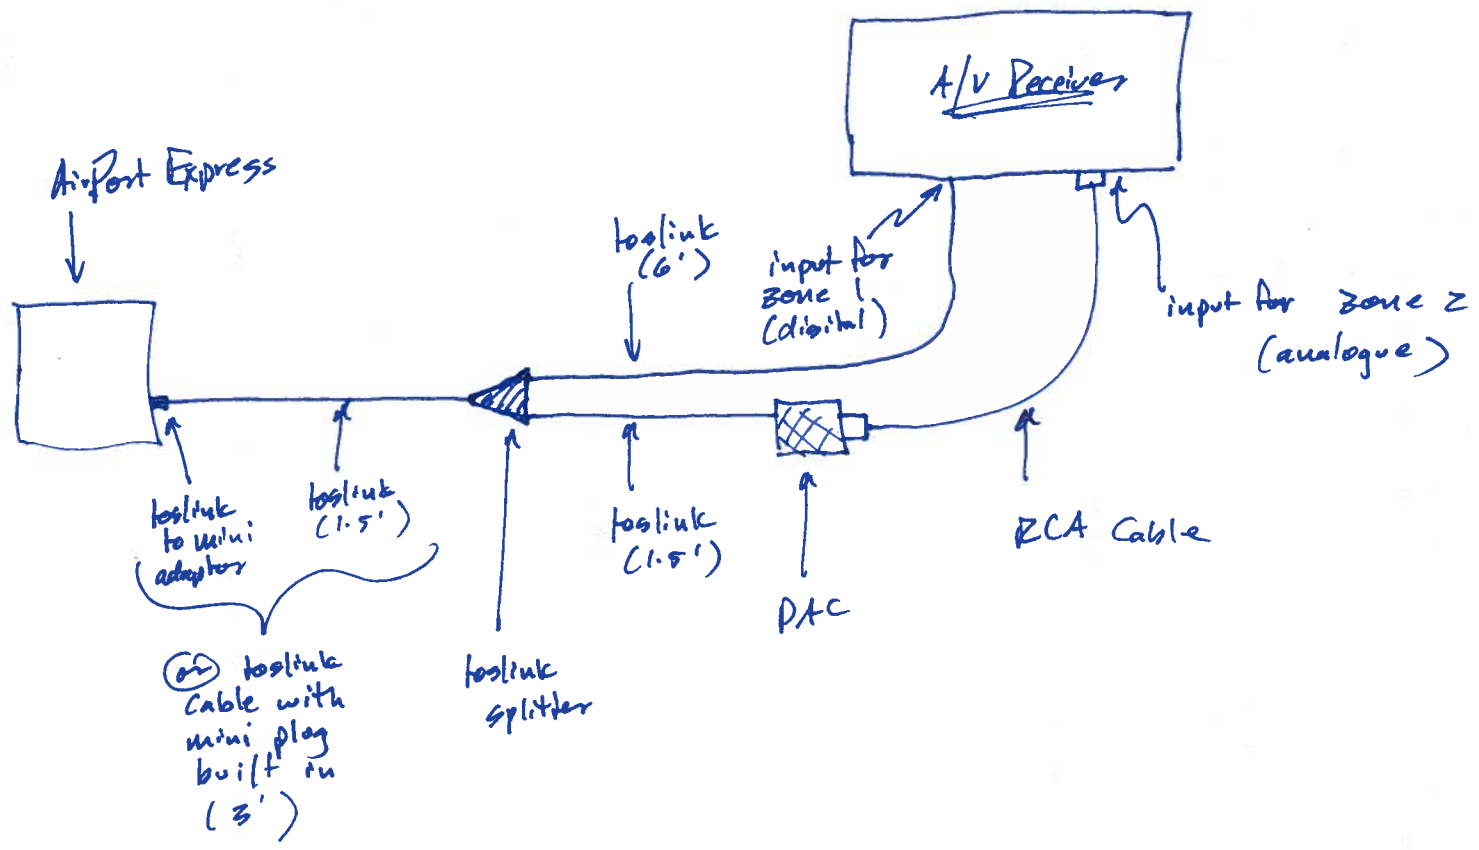 A/V Receiver
AirPort Express
toslink
(6')
input for
zone 1
(digital)
input for zone 2
(analogue)
toslink
to mini
adaptor
toslink
(1.5')
toslink
(1.5')
RCA Cable
DAC
or toslink
cable with
mini plug
built in
(3')
toslink
splitter